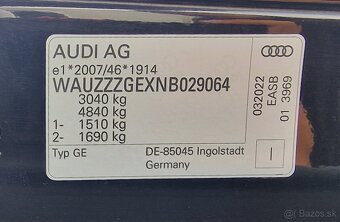 AUDI AG
e1*2007/46*1914
WAUZZZGEXNB029064
3040 kg
4840 kg
1- 1510 kg
2- 1690 kg
Typ GE
DE-85045 Ingolstadt
Germany
I
032022
EASB
01 3969
bazos.sk